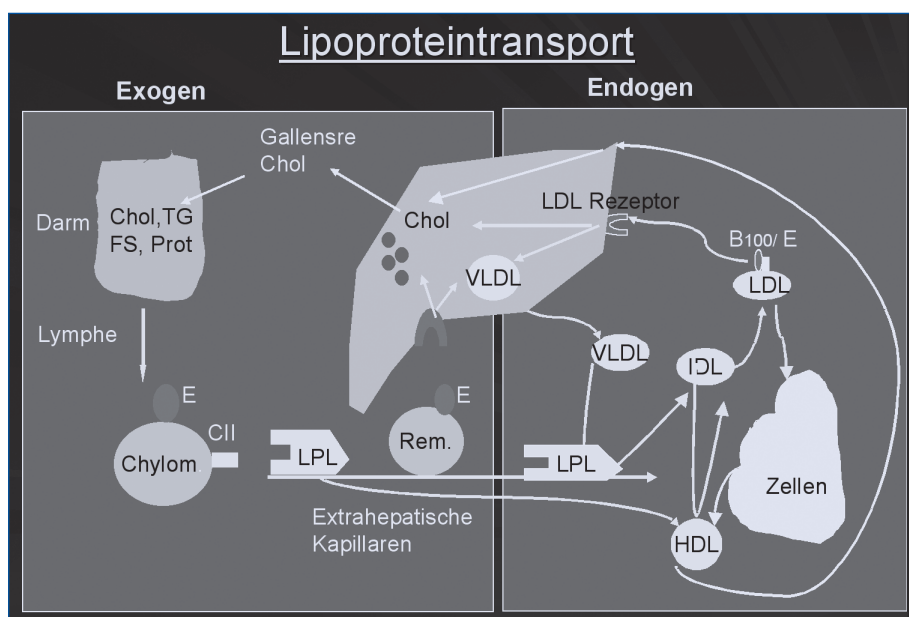 Lipoproteintransport
Exogen
Endogen
Gallensre
Chol
Darm
Chol,TG
FS, Prot
Chol
LDL Rezeptor
B100/ E
LDL
VLDL
Lymphe
VLDL
IDL
E
E
CII
Chylom.
LPL
Rem.
LPL
Zellen
Extrahepatische
Kapillaren
HDL